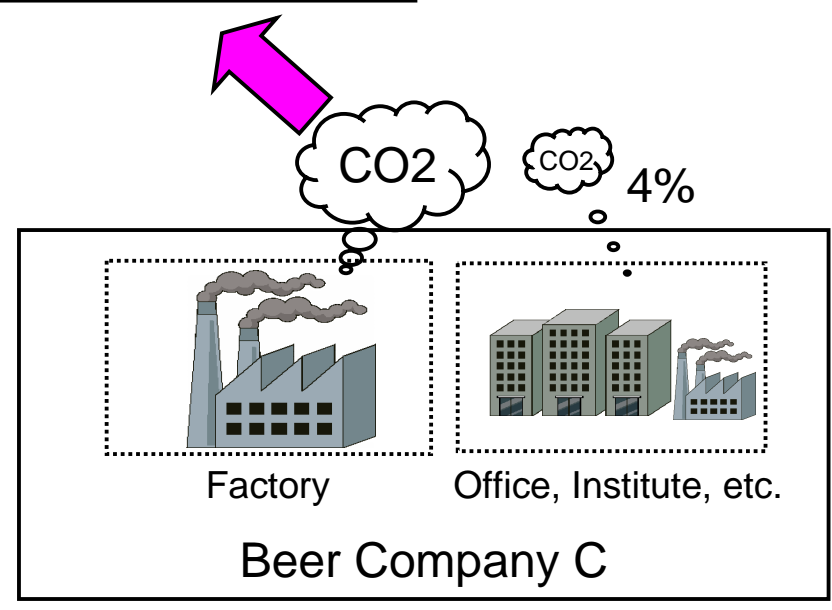 CO2
CO2
4%
Factory
Office, Institute, etc.
Beer Company C